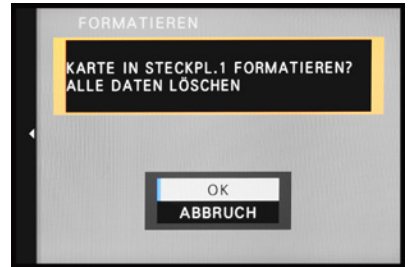 FORMATIEREN
KARTE IN STECKPL.1 FORMATIEREN?
ALLE DATEN LÖSCHEN
OK
ABBRUCH